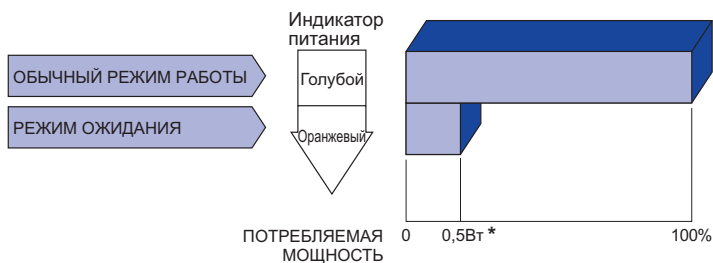 Индикатор
питания
ОБЫЧНЫЙ РЕЖИМ РАБОТЫ
Голубой
РЕЖИМ ОЖИДАНИЯ
Оранжевый
ПОТРЕБЛЯЕМАЯ
МОЩНОСТЬ
0 0,5Вт * 100%